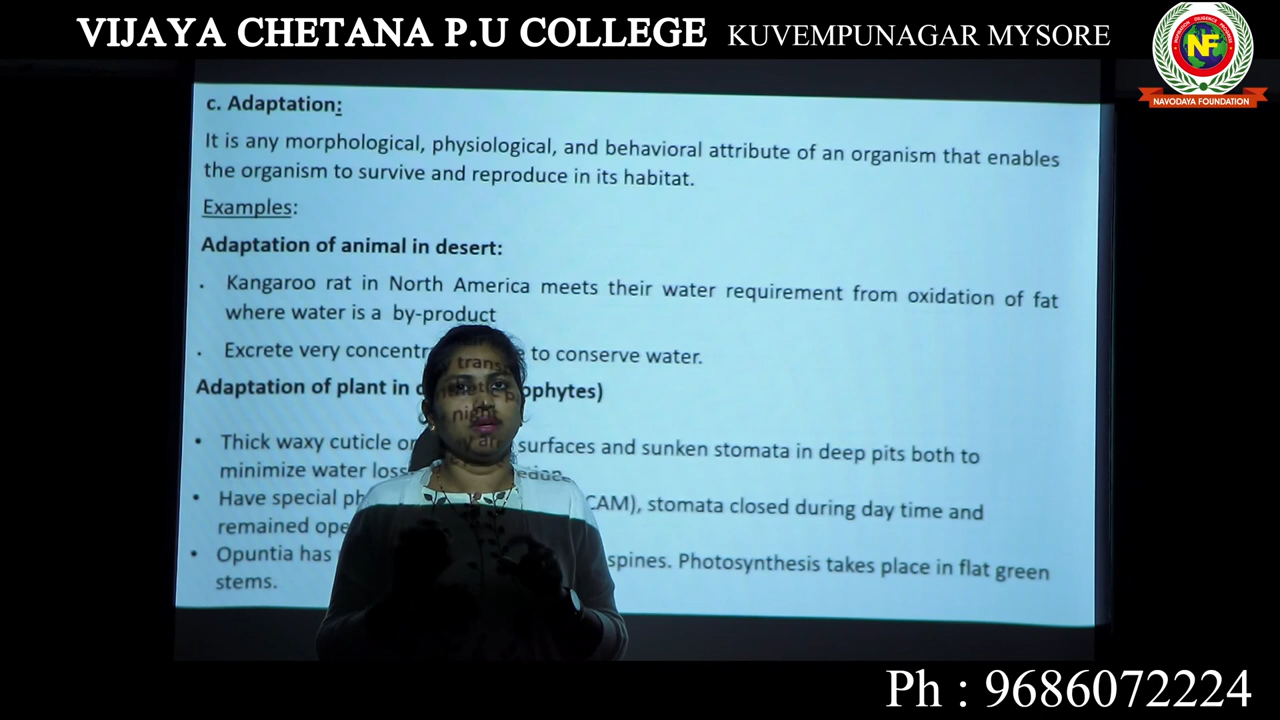 VIJAYA CHETANA P.U COLLEGE KUVEMPUNAGAR MYSORE
NF
NAVODAYA FOUNDATION
c. Adaptation:
It is any morphological, physiological, and behavioral attribute of an organism that enables
the organism to survive and reproduce in its habitat.
Examples:
Adaptation of animal in desert:
. Kangaroo rat in North America meets their water requirement from oxidation of fat
where water is a by-product
. Excrete very to conserve water.
Adaptation of plant in
• Thick waxy cuticle surfaces and sunken stomata in deep pits both to
minimize water loss
• Have special CAM), stomata closed during day time and
remained
• Opuntia has spines. Photosynthesis takes place in flat green
stems.
Ph : 9686072224